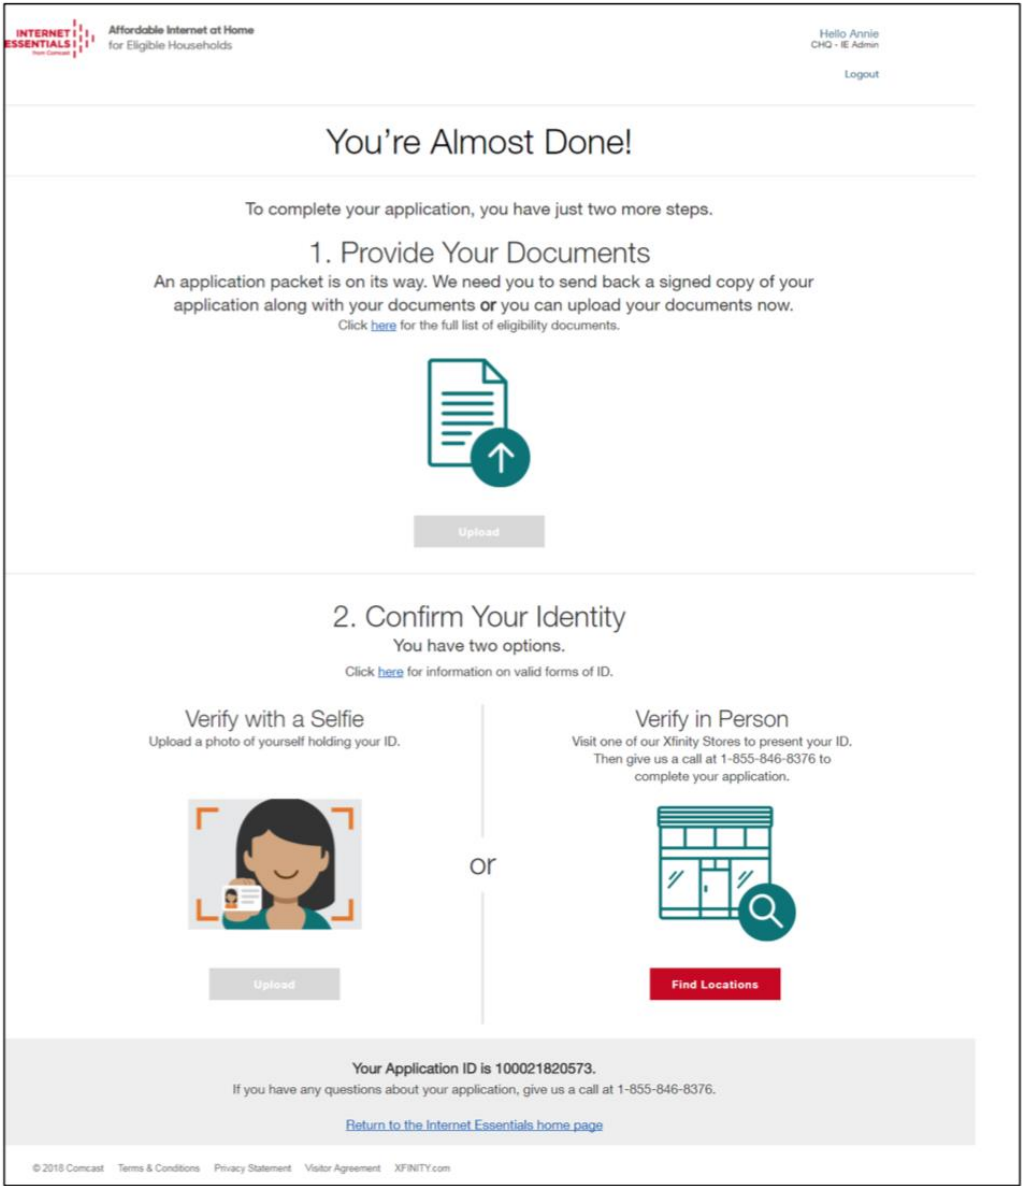 INTERNET
ESSENTIALS
from Comcast
Affordable Internet at Home
for Eligible Households
Hello Annie
CHQ - IE Admin
Logout
You're Almost Done!
To complete your application, you have just two more steps.
1. Provide Your Documents
An application packet is on its way. We need you to send back a signed copy of your
application along with your documents or you can upload your documents now.
Click here for the full list of eligibility documents.
Upload
2. Confirm Your Identity
You have two options.
Click here for information on valid forms of ID.
Verify with a Selfie
Upload a photo of yourself holding your ID.
Upload
or
Verify in Person
Visit one of our Xfinity Stores to present your ID.
Then give us a call at 1-855-846-8376 to
complete your application.
Find Locations
Your Application ID is 100021820573.
If you have any questions about your application, give us a call at 1-855-846-8376.
Return to the Internet Essentials home page
© 2018 Comcast Terms & Conditions Privacy Statement Visitor Agreement XFINITY.com